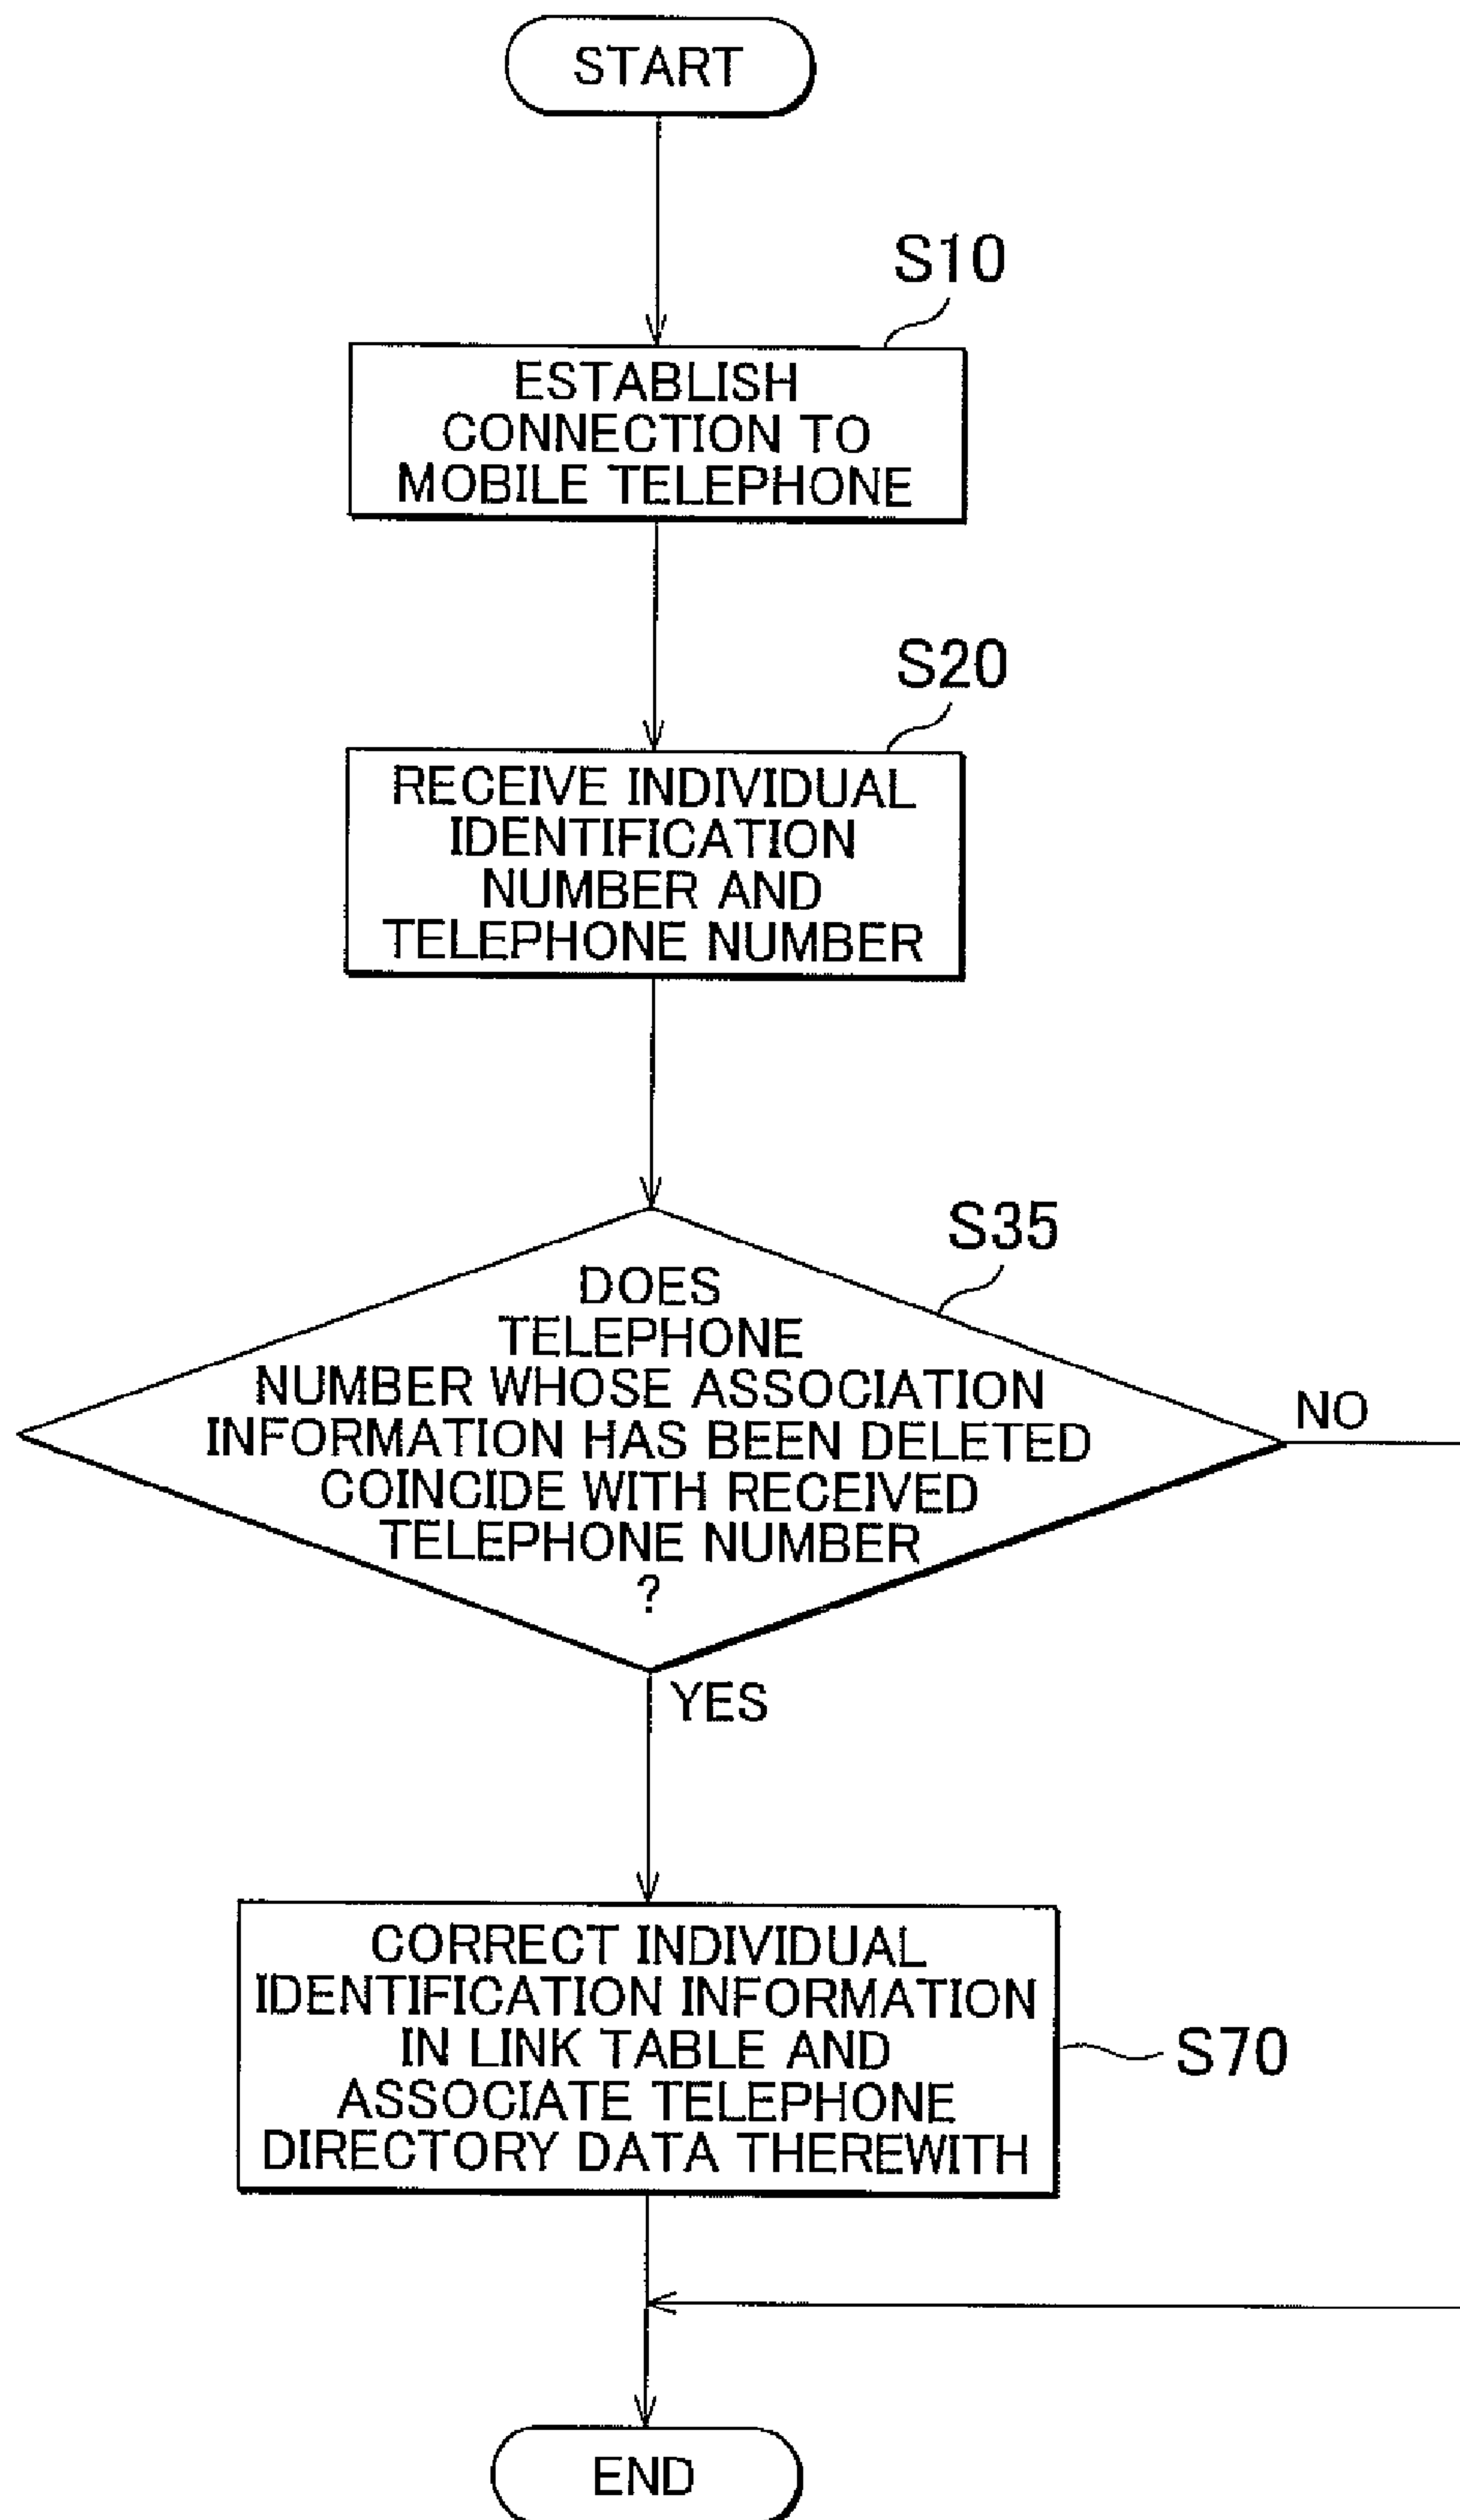 START
S10
ESTABLISH
CONNECTION TO
MOBILE TELEPHONE
S20
RECEIVE INDIVIDUAL
IDENTIFICATION
NUMBER AND
TELEPHONE NUMBER
S35
DOES
TELEPHONE
NUMBER WHOSE ASSOCIATION
INFORMATION HAS BEEN DELETED
COINCIDE WITH RECEIVED
TELEPHONE NUMBER
?
NO
YES
CORRECT INDIVIDUAL
IDENTIFICATION INFORMATION
IN LINK TABLE AND
ASSOCIATE TELEPHONE
DIRECTORY DATA THEREWITH
S70
END